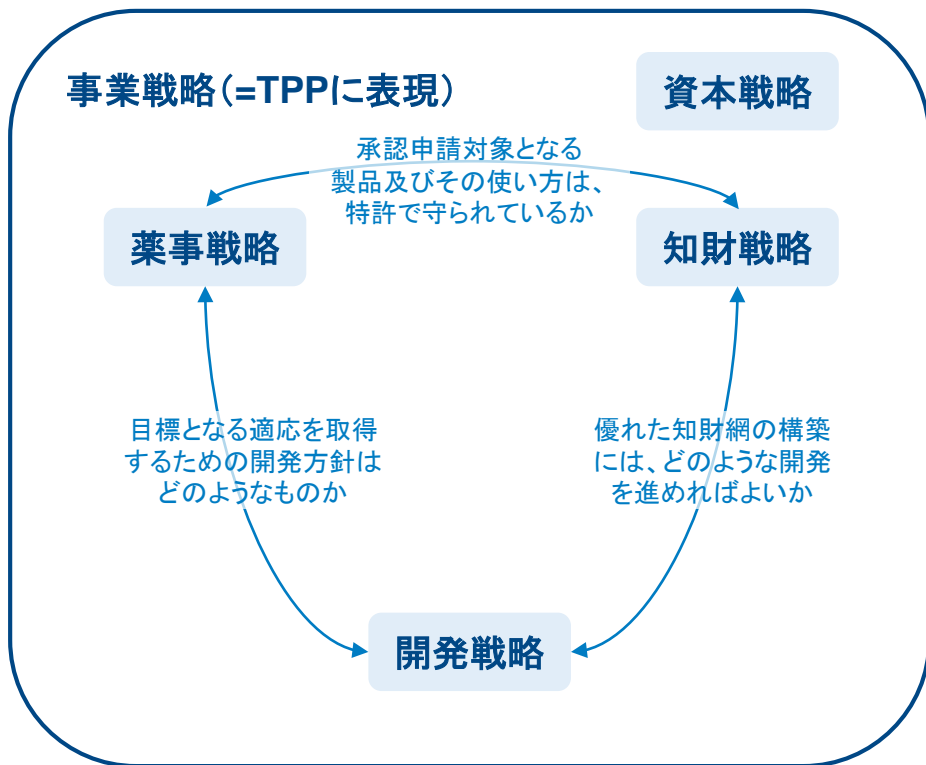 事業戦略（=TPPに表現）
資本戦略
承認申請対象となる
製品及びその使い方は、
特許で守られているか
薬事戦略
知財戦略
目標となる適応を取得
するための開発方針は
どのようなものか
優れた知財網の構築
には、どのような開発
を進めればよいか
開発戦略